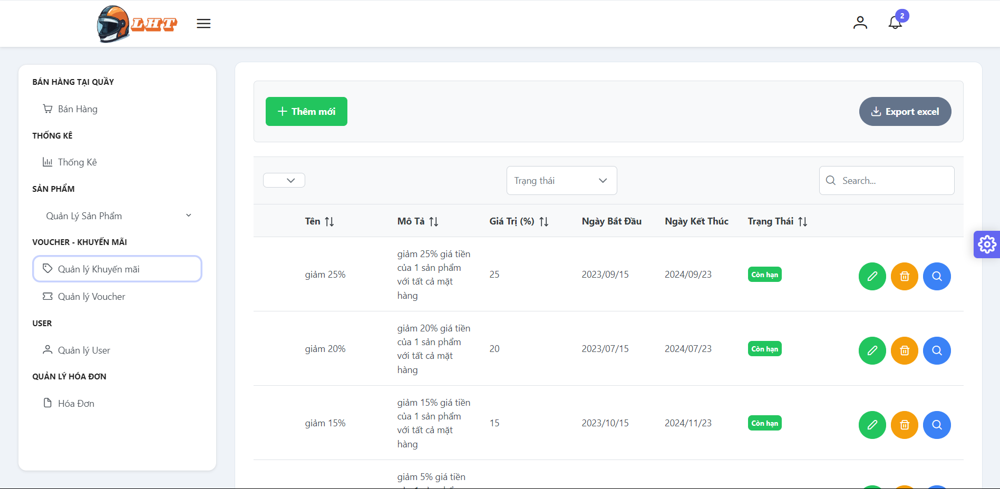 LHT
2
BÁN HÀNG TẠI QUẦY
Bán Hàng
THỐNG KÊ
Thống Kê
SẢN PHẨM
Quản Lý Sản Phẩm
VOUCHER - KHUYẾN MÃI
Quản lý Khuyến mãi
Quản lý Voucher
USER
Quản lý User
QUẢN LÝ HÓA ĐƠN
Hóa Đơn
Thêm mới
Export excel
Trạng thái
Search...
Tên
Mô Tả
Giá Trị (%)
Ngày Bắt Đầu
Ngày Kết Thúc
Trạng Thái
giảm 25%
giảm 25% giá tiền
của 1 sản phẩm
với tất cả mặt
hàng
25
2023/09/15
2024/09/23
Còn hạn
giảm 20%
giảm 20% giá tiền
của 1 sản phẩm
với tất cả mặt
hàng
20
2023/07/15
2024/07/23
Còn hạn
giảm 15%
giảm 15% giá tiền
của 1 sản phẩm
với tất cả mặt
hàng
15
2023/10/15
2024/11/23
Còn hạn
giảm 5% giá tiền